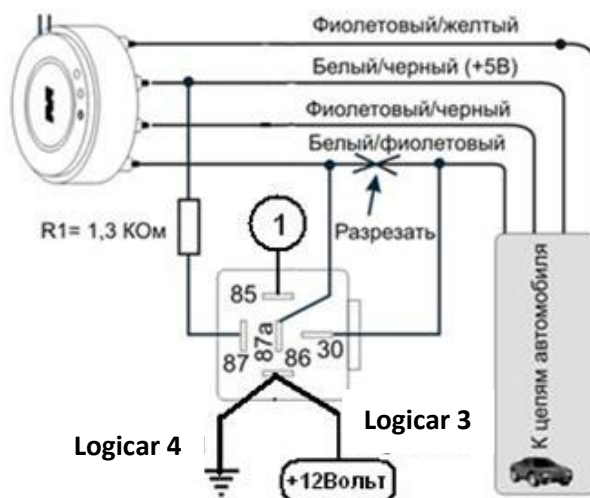 Фиолетовый/желтый
Белый/черный (+5В)
Фиолетовый/черный
Белый/фиолетовый
R1= 1,3 КОм
1
Разрезать
85
87
87a
86
30
К цепям автомобиля
Logicar 4
Logicar 3
+12Вольт